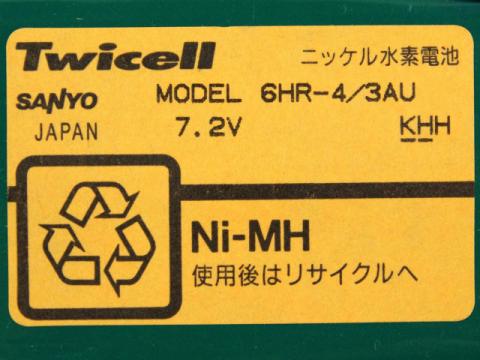 Twicell ニッケル水素電池
SANYO MODEL 6HR-4/3AU
JAPAN 7.2V KHH
Ni-MH
使用後はリサイクルへ